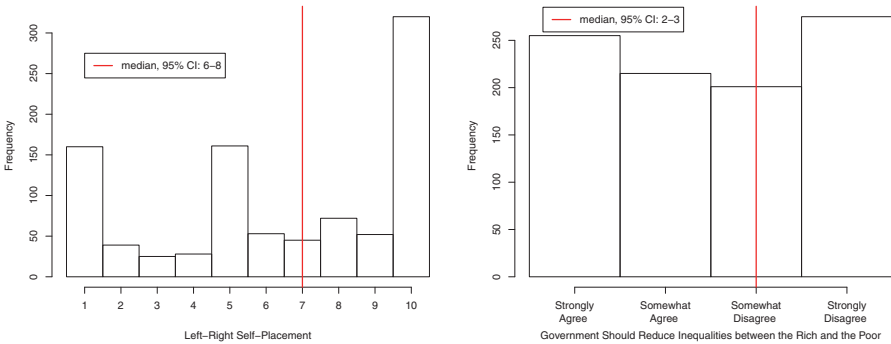 Frequency
0
50
100
150
200
250
300
median, 95% CI: 6–8
1 2 3 4 5 6 7 8 9 10
Left–Right Self–Placement
Frequency
0
50
100
150
200
250
median, 95% CI: 2–3
Strongly Agree
Somewhat Agree
Somewhat Disagree
Strongly Disagree
Government Should Reduce Inequalities between the Rich and the Poor